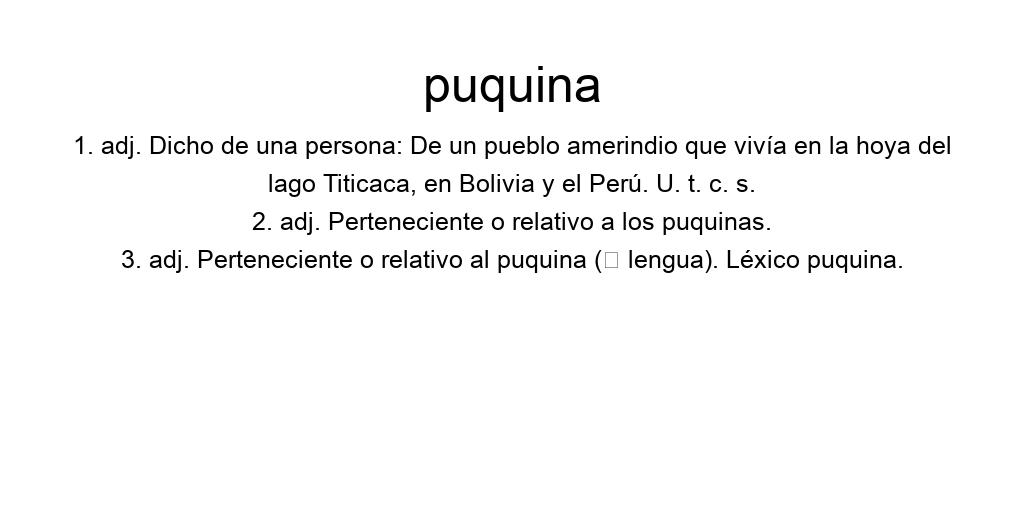 puquina
1. adj. Dicho de una persona: De un pueblo amerindio que vivía en la hoya del
lago Titicaca, en Bolivia y el Perú. U. t. c. s.
2. adj. Perteneciente o relativo a los puquinas.
3. adj. Perteneciente o relativo al puquina (□ lengua). Léxico puquina.